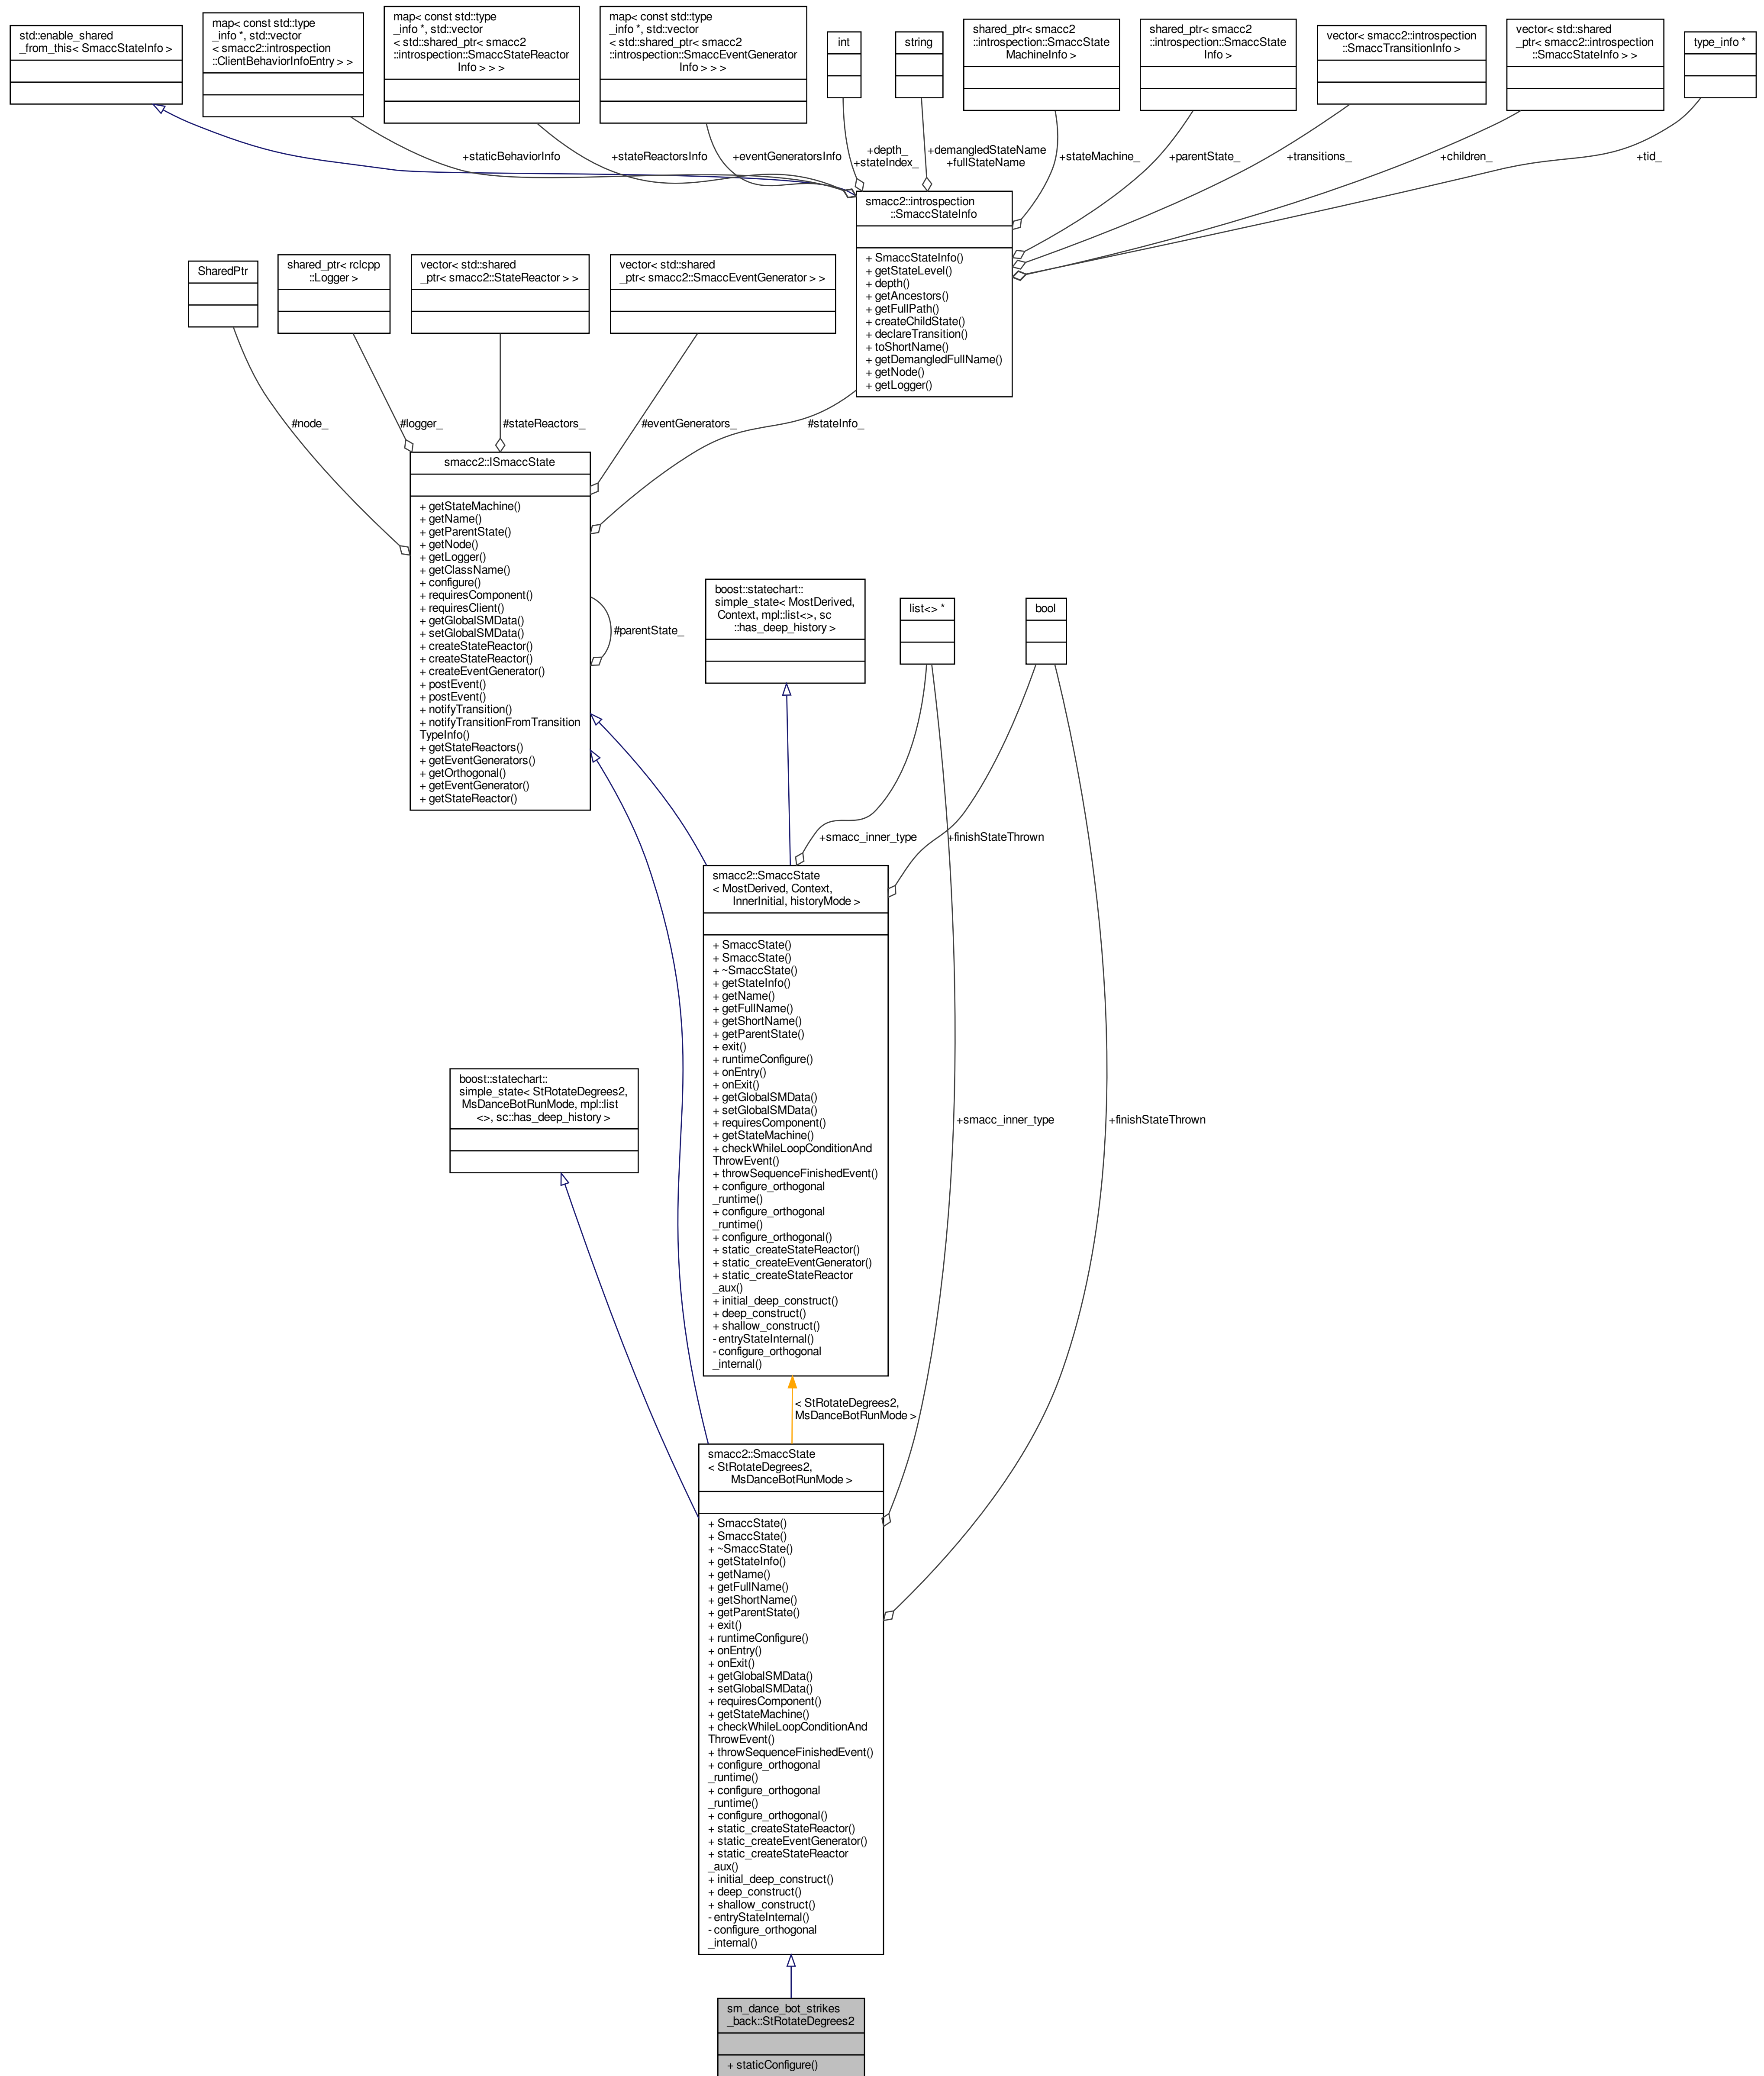 std::enable_shared
_from_this< SmaccStateInfo >
map< const std::type
_info *, std::vector
< smacc2::introspection
::ClientBehaviorInfoEntry > >
map< const std::type
_info *, std::vector
< std::shared_ptr< smacc2
::introspection::SmaccStateReactor
Info > > >
map< const std::type
_info *, std::vector
< std::shared_ptr< smacc2
::introspection::SmaccEventGenerator
Info > > >
int
string
shared_ptr< smacc2
::introspection::SmaccState
MachineInfo >
shared_ptr< smacc2
::introspection::SmaccState
Info >
vector< smacc2::introspection
::SmaccTransitionInfo >
vector< std::shared
_ptr< smacc2::introspection
::SmaccStateInfo > >
type_info *
+staticBehaviorInfo
+stateReactorsInfo
+eventGeneratorsInfo
+depth_
+stateIndex_
+demangledStateName
+fullStateName
+stateMachine_
+parentState_
+transitions_
+children_
+tid_
smacc2::introspection
::SmaccStateInfo
+ SmaccStateInfo()
+ getStateLevel()
+ depth()
+ getAncestors()
+ getFullPath()
+ createChildState()
+ declareTransition()
+ toShortName()
+ getDemangledFullName()
+ getNode()
+ getLogger()
SharedPtr
shared_ptr< rclcpp
::Logger >
vector< std::shared
_ptr< smacc2::StateReactor > >
vector< std::shared
_ptr< smacc2::SmaccEventGenerator > >
#node_
#logger_
#stateReactors_
#eventGenerators_
#stateInfo_
smacc2::ISmaccState
+ getStateMachine()
+ getName()
+ getParentState()
+ getNode()
+ getLogger()
+ getClassName()
+ configure()
+ requiresComponent()
+ requiresClient()
+ getGlobalSMData()
+ setGlobalSMData()
+ createStateReactor()
+ createStateReactor()
+ createEventGenerator()
+ postEvent()
+ postEvent()
+ notifyTransition()
+ notifyTransitionFromTransition
TypeInfo()
+ getStateReactors()
+ getEventGenerators()
+ getOrthogonal()
+ getEventGenerator()
+ getStateReactor()
#parentState_
boost::statechart::
simple_state< MostDerived,
Context, mpl::list<>, sc
::has_deep_history >
list<> *
bool
+smacc_inner_type
+finishStateThrown
smacc2::SmaccState
< MostDerived, Context,
InnerInitial, historyMode >
+ SmaccState()
+ SmaccState()
+ ~SmaccState()
+ getStateInfo()
+ getName()
+ getFullName()
+ getShortName()
+ getParentState()
+ exit()
+ runtimeConfigure()
+ onEntry()
+ onExit()
+ getGlobalSMData()
+ setGlobalSMData()
+ requiresComponent()
+ getStateMachine()
+ checkWhileLoopConditionAnd
ThrowEvent()
+ throwSequenceFinishedEvent()
+ configure_orthogonal
_runtime()
+ configure_orthogonal
_runtime()
+ configure_orthogonal()
+ static_createStateReactor()
+ static_createEventGenerator()
+ static_createStateReactor
_aux()
+ initial_deep_construct()
+ deep_construct()
+ shallow_construct()
- entryStateInternal()
- configure_orthogonal
_internal()
boost::statechart::
simple_state< StRotateDegrees2,
MsDanceBotRunMode, mpl::list
<>, sc::has_deep_history >
+smacc_inner_type
+finishStateThrown
< StRotateDegrees2,
MsDanceBotRunMode >
smacc2::SmaccState
< StRotateDegrees2,
MsDanceBotRunMode >
+ SmaccState()
+ SmaccState()
+ ~SmaccState()
+ getStateInfo()
+ getName()
+ getFullName()
+ getShortName()
+ getParentState()
+ exit()
+ runtimeConfigure()
+ onEntry()
+ onExit()
+ getGlobalSMData()
+ setGlobalSMData()
+ requiresComponent()
+ getStateMachine()
+ checkWhileLoopConditionAnd
ThrowEvent()
+ throwSequenceFinishedEvent()
+ configure_orthogonal
_runtime()
+ configure_orthogonal
_runtime()
+ configure_orthogonal()
+ static_createStateReactor()
+ static_createEventGenerator()
+ static_createStateReactor
_aux()
+ initial_deep_construct()
+ deep_construct()
+ shallow_construct()
- entryStateInternal()
- configure_orthogonal
_internal()
sm_dance_bot_strikes
_back::StRotateDegrees2
+ staticConfigure()